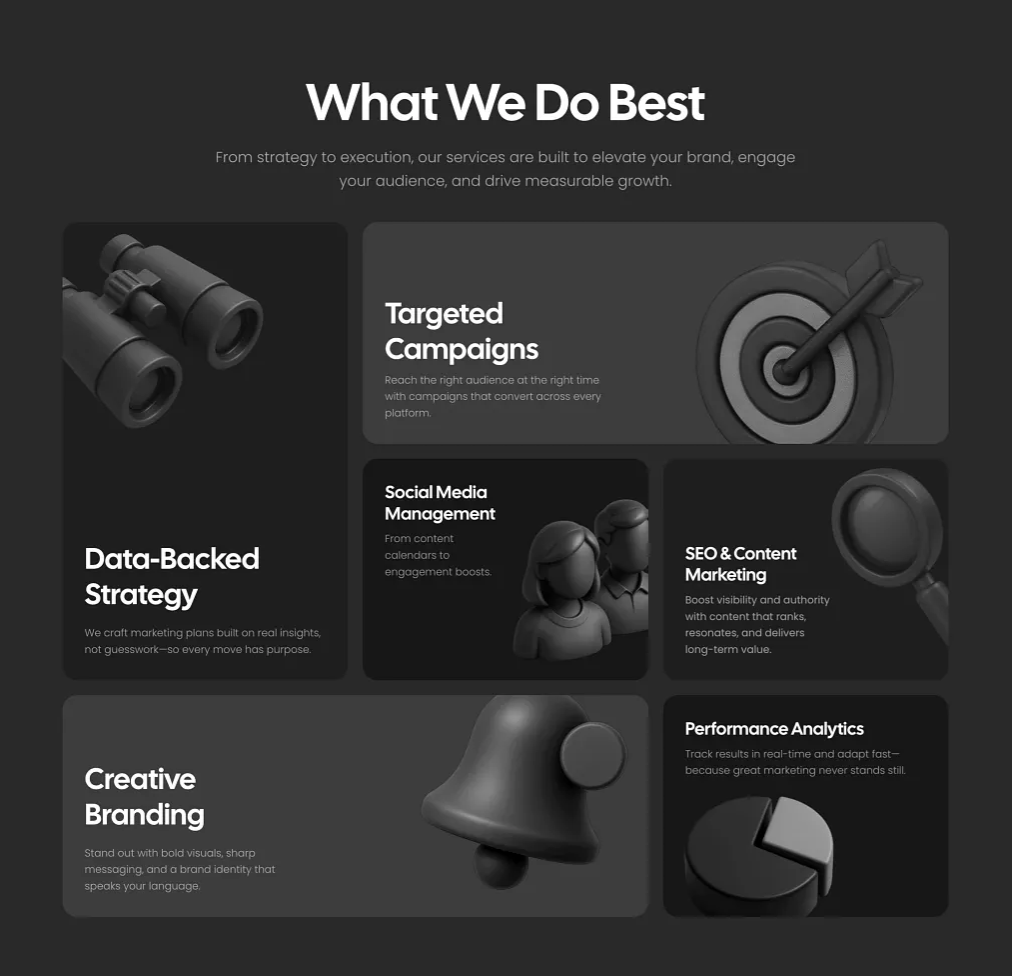 What We Do Best
From strategy to execution, our services are built to elevate your brand, engage
your audience, and drive measurable growth.
Data-Backed
Strategy
We craft marketing plans built on real insights,
not guesswork—so every move has purpose.
Targeted
Campaigns
Reach the right audience at the right time
with campaigns that convert across every
platform.
Social Media
Management
From content
calendars to
engagement boosts.
SEO & Content
Marketing
Boost visibility and authority
with content that ranks,
resonates, and delivers
long-term value.
Creative
Branding
Stand out with bold visuals, sharp
messaging, and a brand identity that
speaks your language.
Performance Analytics
Track results in real-time and adapt fast—
because great marketing never stands still.